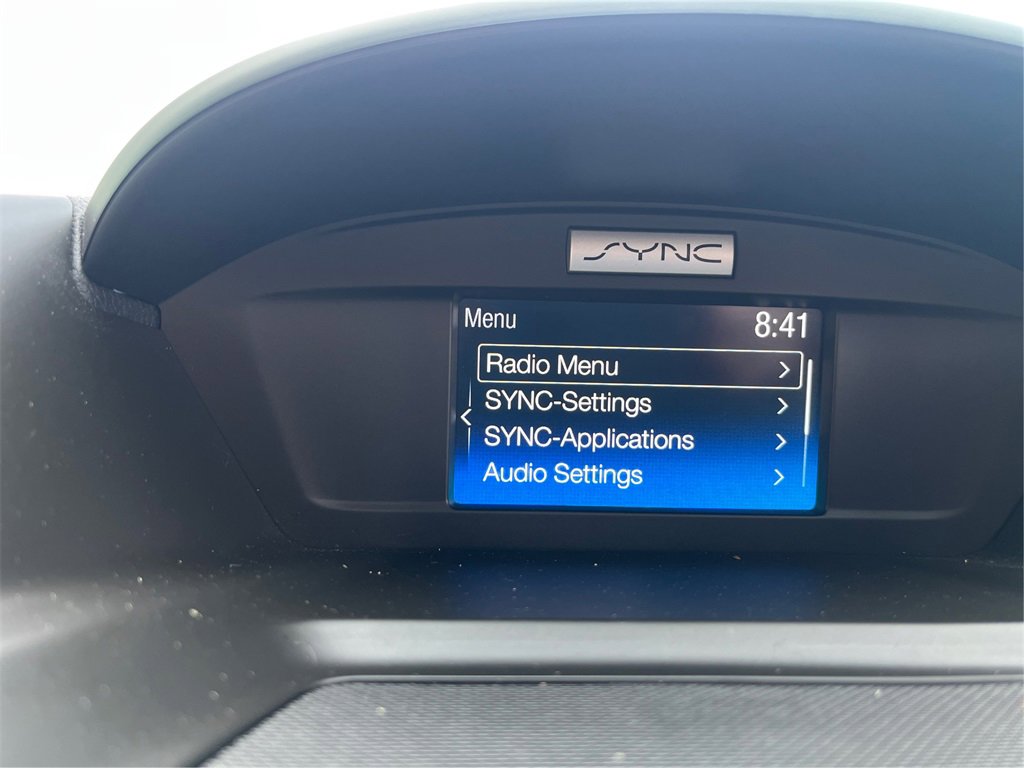 SYNC
Menu 8:41
Radio Menu
SYNC-Settings
SYNC-Applications
Audio Settings